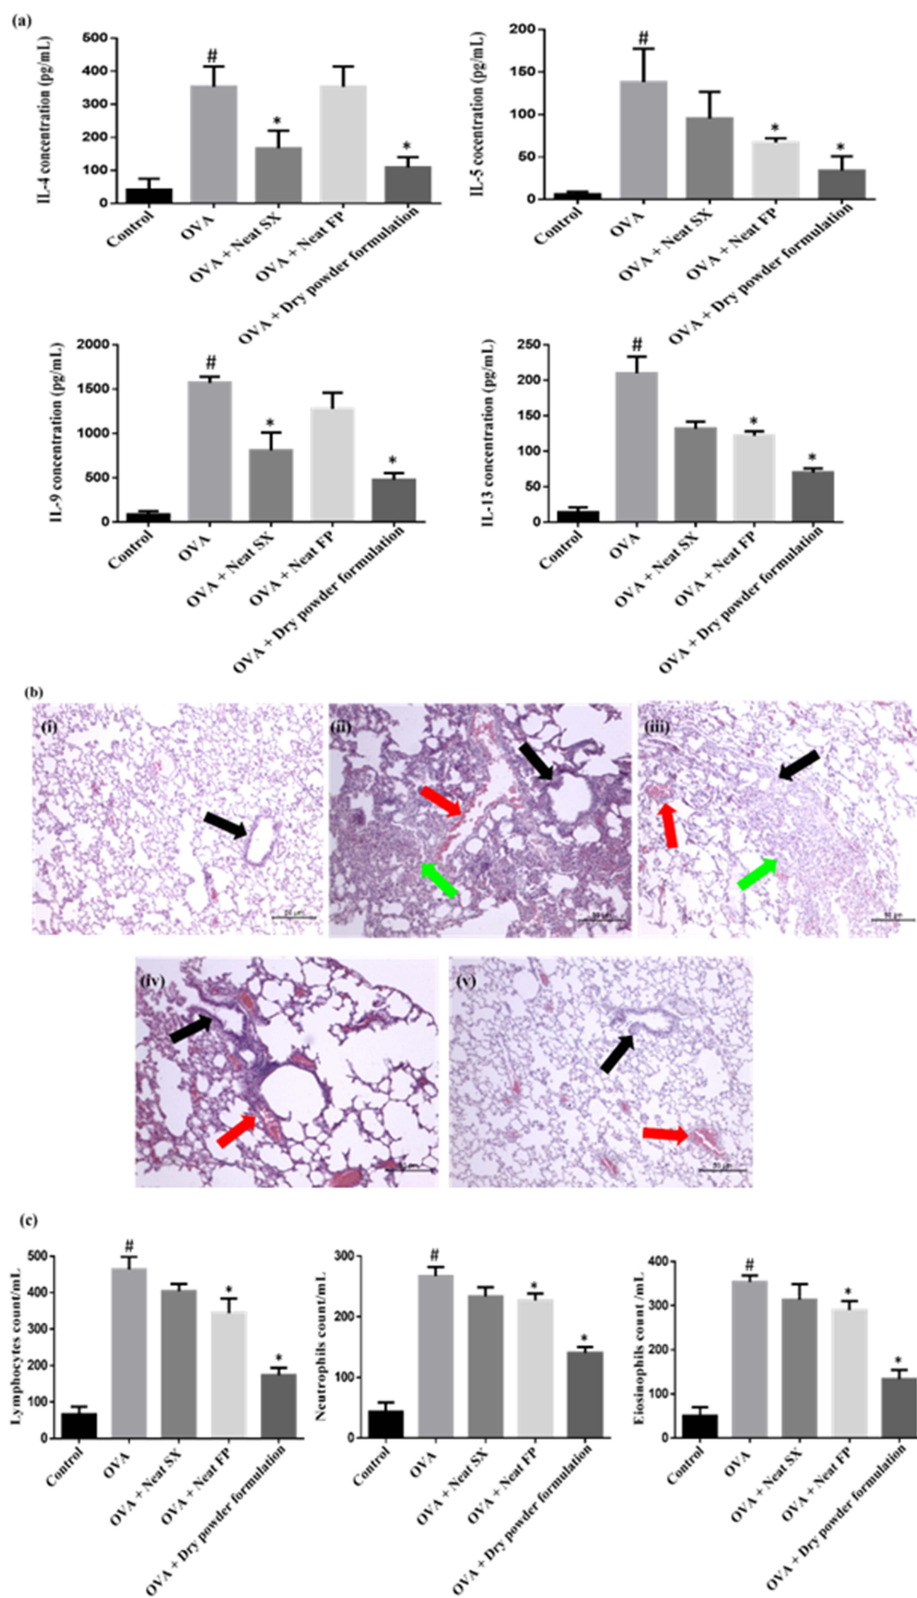 (a)
IL-4 concentration (pg/mL)
500
400
300
200
100
0
#
*
*
Control
OVA
OVA + Neat SX
OVA + Neat FP
OVA + Dry powder formulation
IL-5 cocentration (pg/mL)
200
150
100
50
0
#
*
*
Control
OVA
OVA + Neat SX
OVA + Neat FP
OVA + Dry powder formulation
IL-9 concentration (pg/mL)
2000
1500
1000
500
0
#
*
*
Control
OVA
OVA + Neat SX
OVA + Neat FP
OVA + Dry powder formulation
IL-13 concentration (pg/mL)
250
200
150
100
50
0
#
*
*
Control
OVA
OVA + Neat SX
OVA + Neat FP
OVA + Dry powder formulation
(b)
(i)
(ii)
(iii)
(iv)
(v)
(c)
Lymphocytes count/mL
500
400
300
200
100
0
#
*
*
Control
OVA
OVA + Neat SX
OVA + Neat FP
OVA + Dry powder formulation
Neutrophils count/mL
300
200
100
0
#
*
*
Control
OVA
OVA + Neat SX
OVA + Neat FP
OVA + Dry powder formulation
Eiosinophils count /mL
400
300
200
100
0
#
*
*
Control
OVA
OVA + Neat SX
OVA + Neat FP
OVA + Dry powder formulation